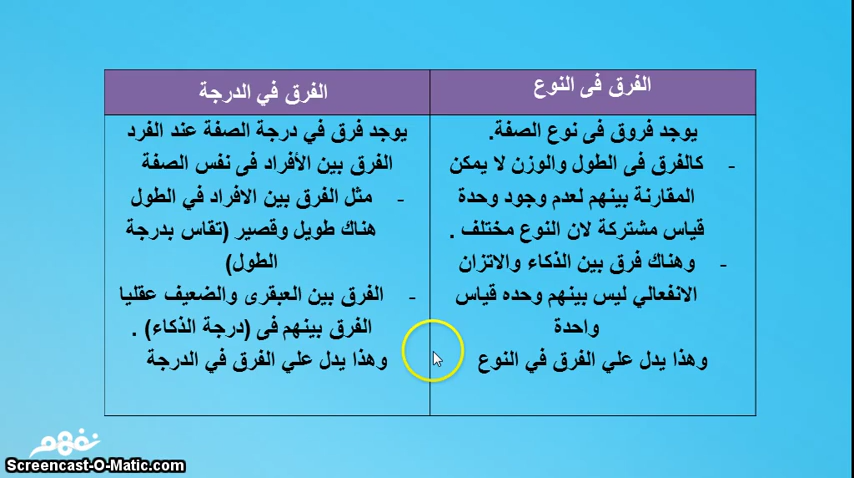 الفرق فى النوع
يوجد فروق فى نوع الصفة.
- كالفرق فى الطول والوزن لا يمكن
المقارنة بينهم لعدم وجود وحدة
قياس مشتركة لان النوع مختلف .
- وهناك فرق بين الذكاء والاتزان
الانفعالي ليس بينهم وحده قياس
واحدة
وهذا يدل علي الفرق في النوع
الفرق في الدرجة
يوجد فرق في درجة الصفة عند الفرد
الفرق بين الأفراد فى نفس الصفة
- مثل الفرق بين الافراد في الطول
هناك طويل وقصير (تقاس بدرجة
الطول)
- الفرق بين العبقرى والضعيف عقليا
الفرق بينهم فى (درجة الذكاء) .
وهذا يدل علي الفرق في الدرجة
نفهم
Screencast-O-Matic.com